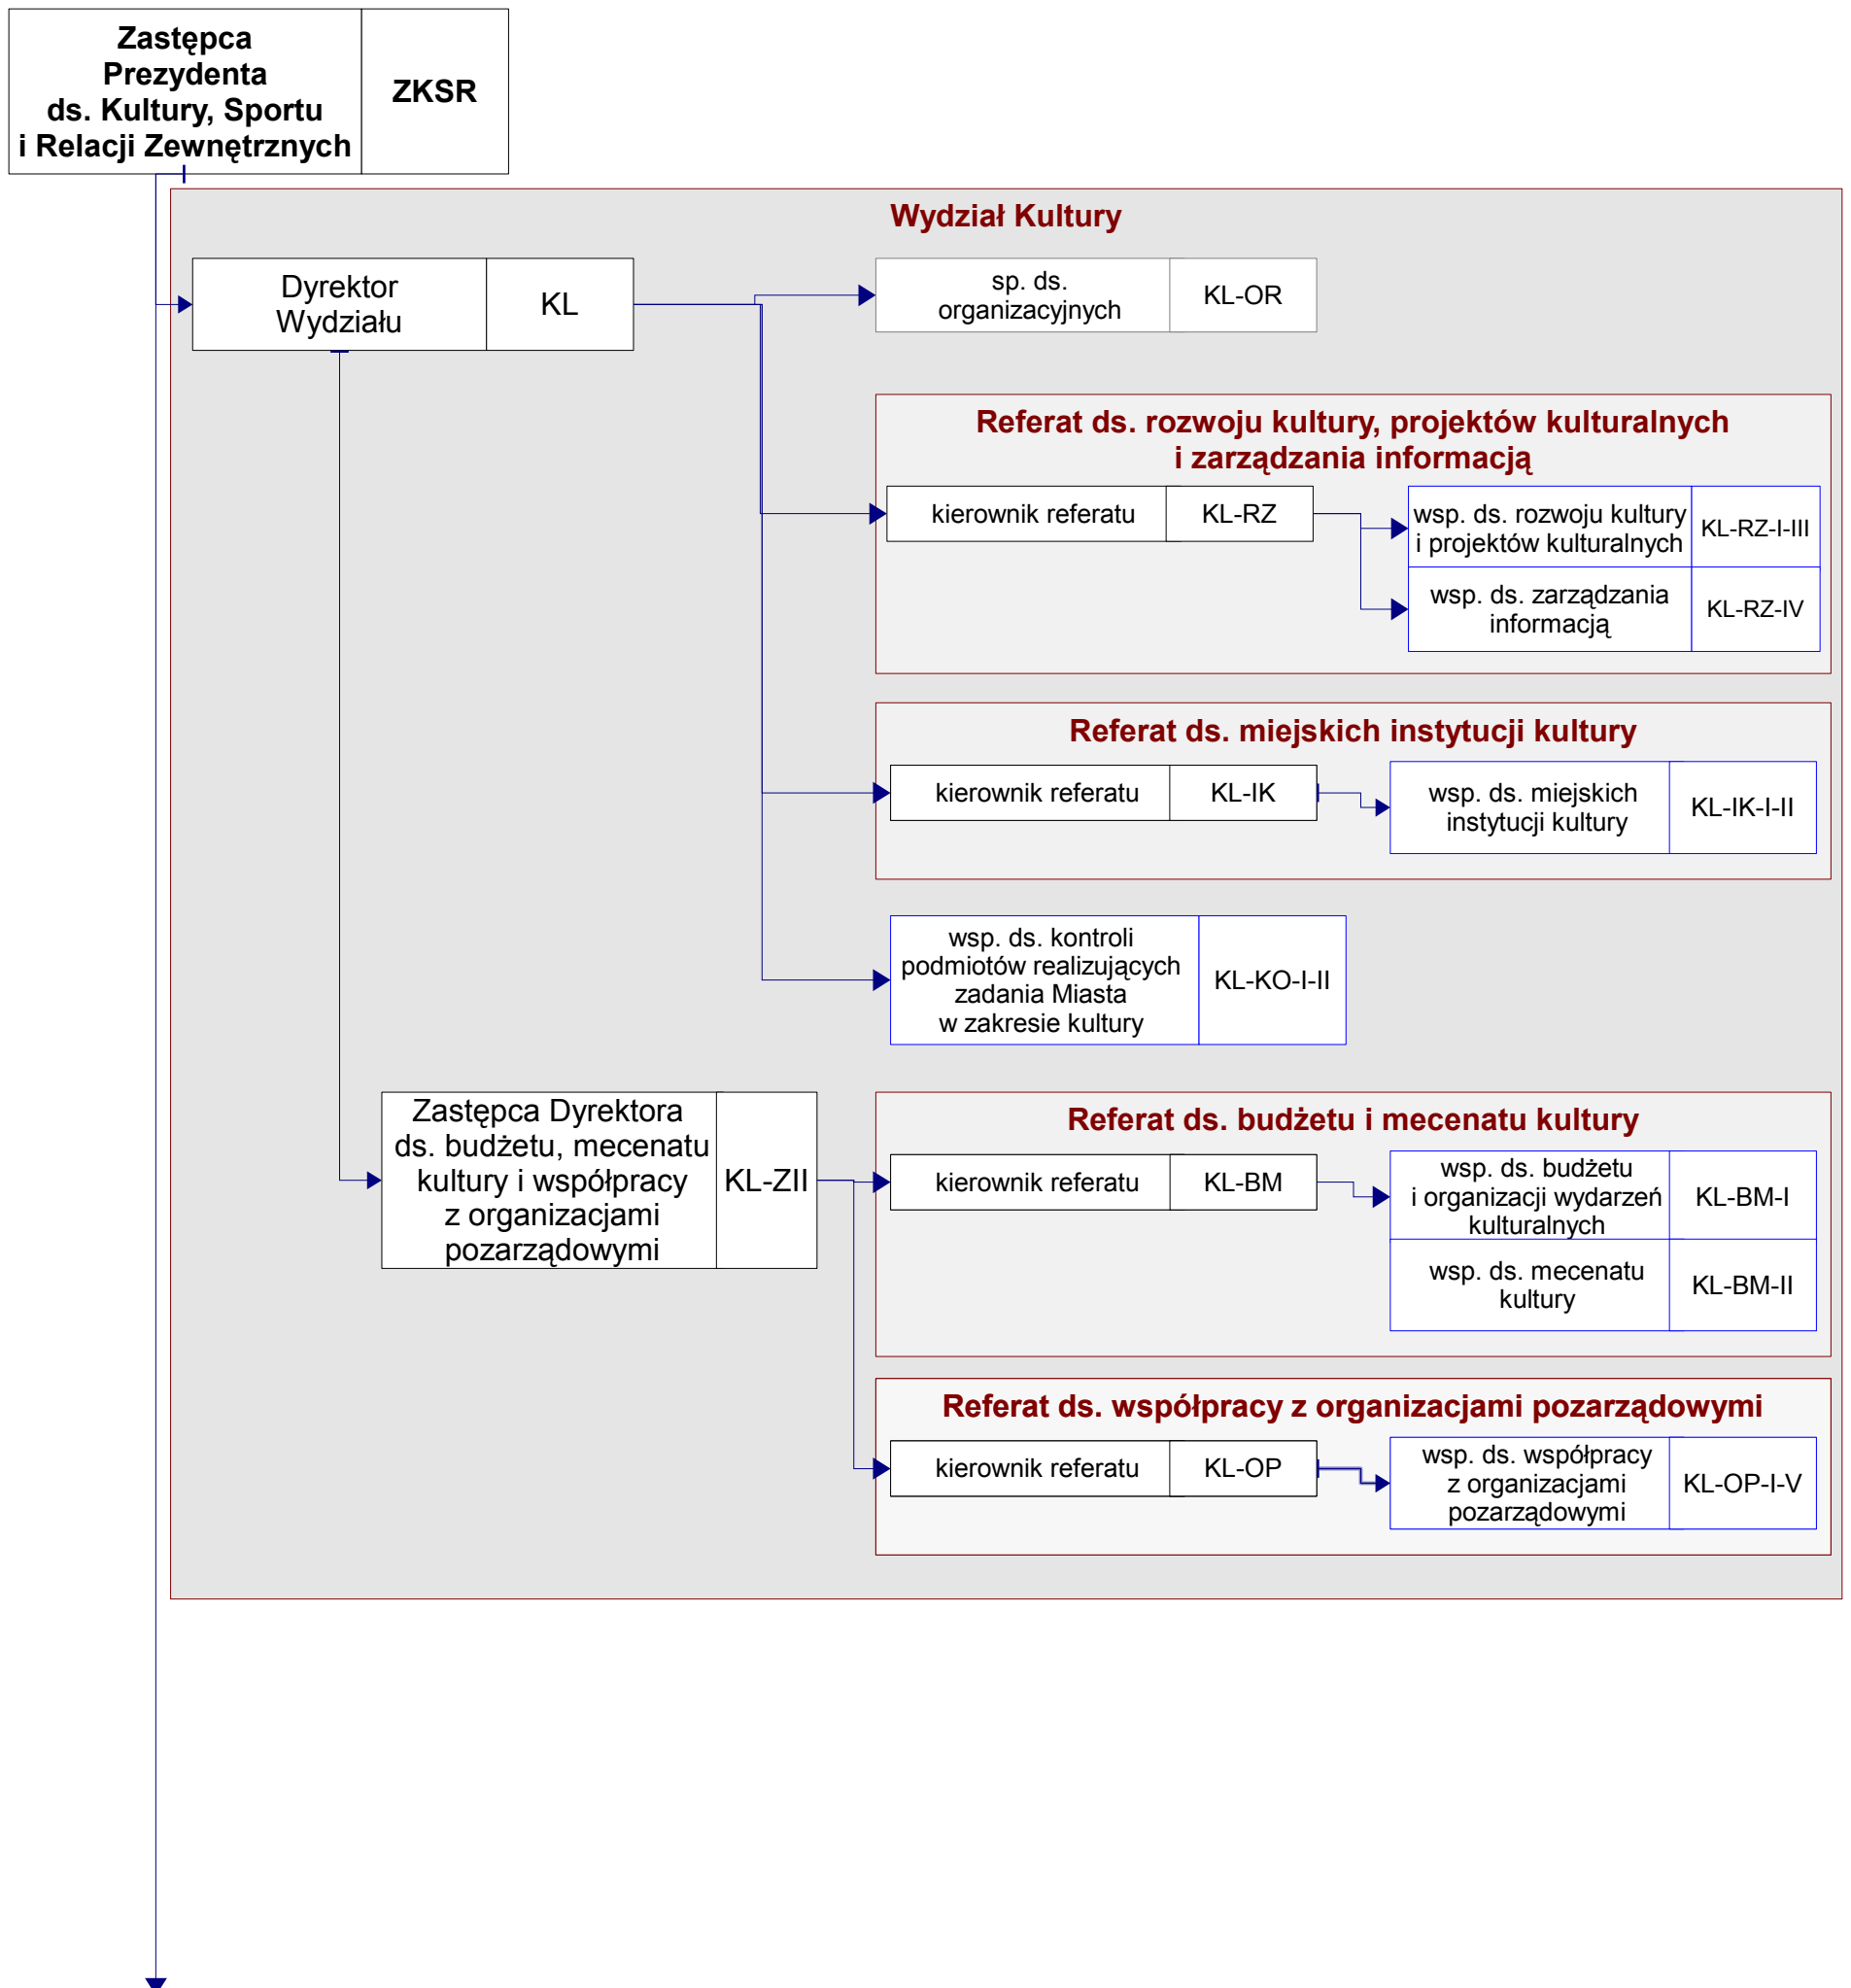 Zastępca
Prezydenta
ds. Kultury, Sportu
i Relacji Zewnętrznych
ZKSR
Wydział Kultury
Dyrektor
Wydziału
KL
sp. ds.
organizacyjnych
KL-OR
Referat ds. rozwoju kultury, projektów kulturalnych
i zarządzania informacją
kierownik referatu
KL-RZ
wsp. ds. rozwoju kultury
i projektów kulturalnych
KL-RZ-I-III
wsp. ds. zarządzania
informacją
KL-RZ-IV
Referat ds. miejskich instytucji kultury
kierownik referatu
KL-IK
wsp. ds. miejskich
instytucji kultury
KL-IK-I-II
wsp. ds. kontroli
podmiotów realizujących
zadania Miasta
w zakresie kultury
KL-KO-I-II
Zastępca Dyrektora
ds. budżetu, mecenatu
kultury i współpracy
z organizacjami
pozarządowymi
KL-ZII
Referat ds. budżetu i mecenatu kultury
kierownik referatu
KL-BM
wsp. ds. budżetu
i organizacji wydarzeń
kulturalnych
KL-BM-I
wsp. ds. mecenatu
kultury
KL-BM-II
Referat ds. współpracy z organizacjami pozarządowymi
kierownik referatu
KL-OP
wsp. ds. współpracy
z organizacjami
pozarządowymi
KL-OP-I-V